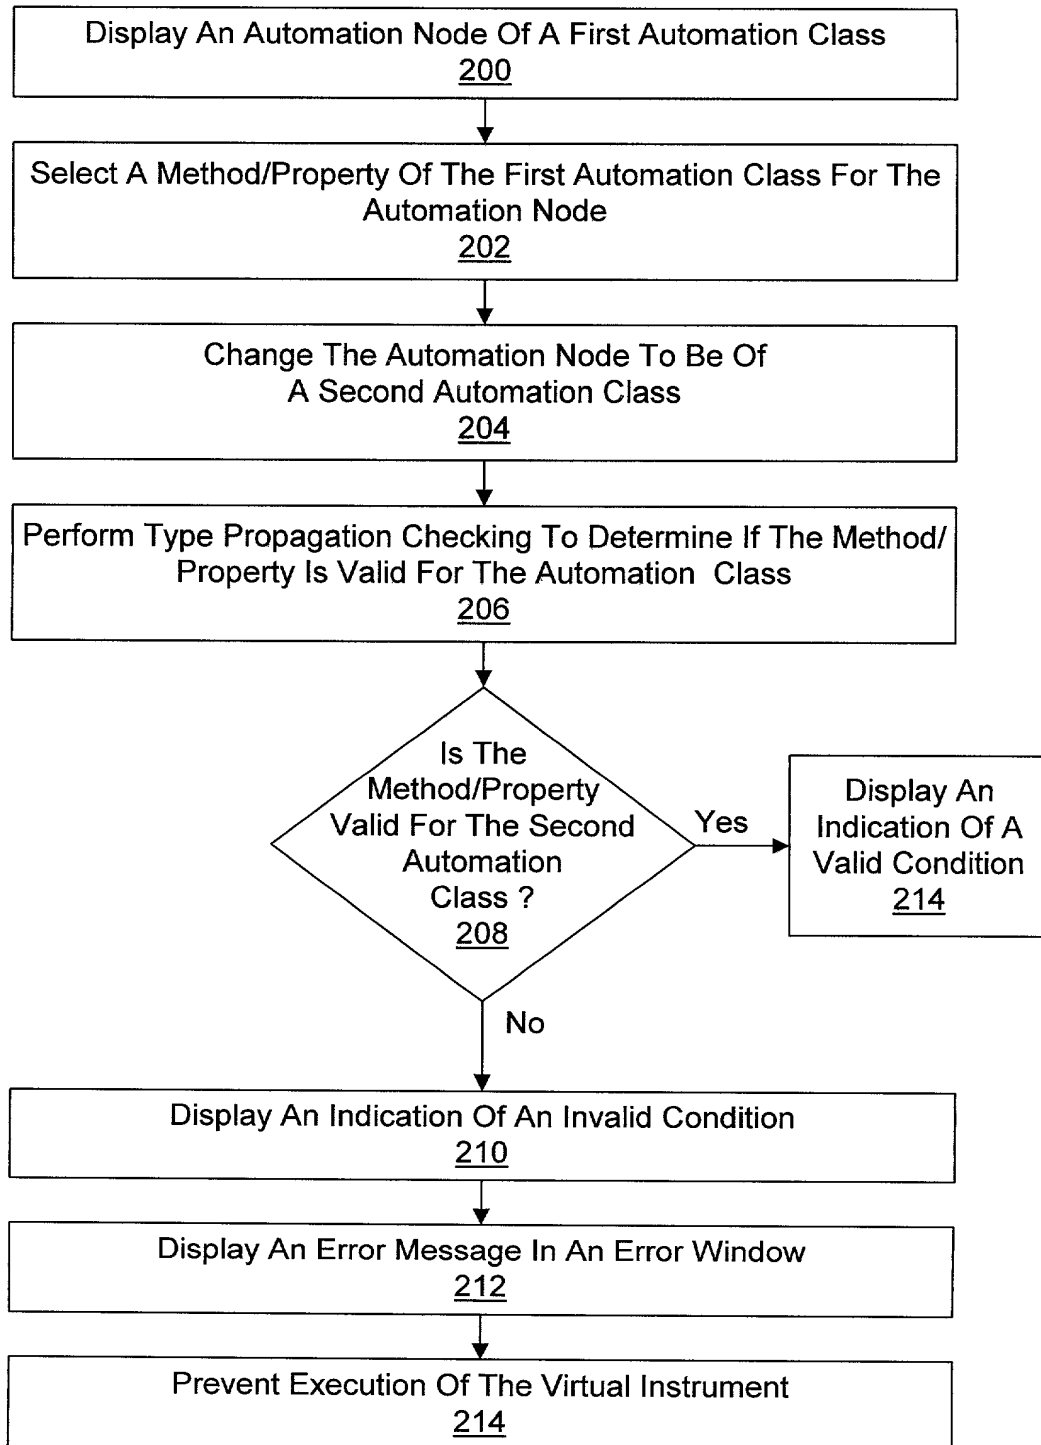 Display An Automation Node Of A First Automation Class
200
Select A Method/Property Of The First Automation Class For The
Automation Node
202
Change The Automation Node To Be Of
A Second Automation Class
204
Perform Type Propagation Checking To Determine If The Method/
Property Is Valid For The Automation Class
206
Is The
Method/Property
Valid For The Second
Automation
Class ?
208
Yes
Display An
Indication Of A
Valid Condition
214
No
Display An Indication Of An Invalid Condition
210
Display An Error Message In An Error Window
212
Prevent Execution Of The Virtual Instrument
214